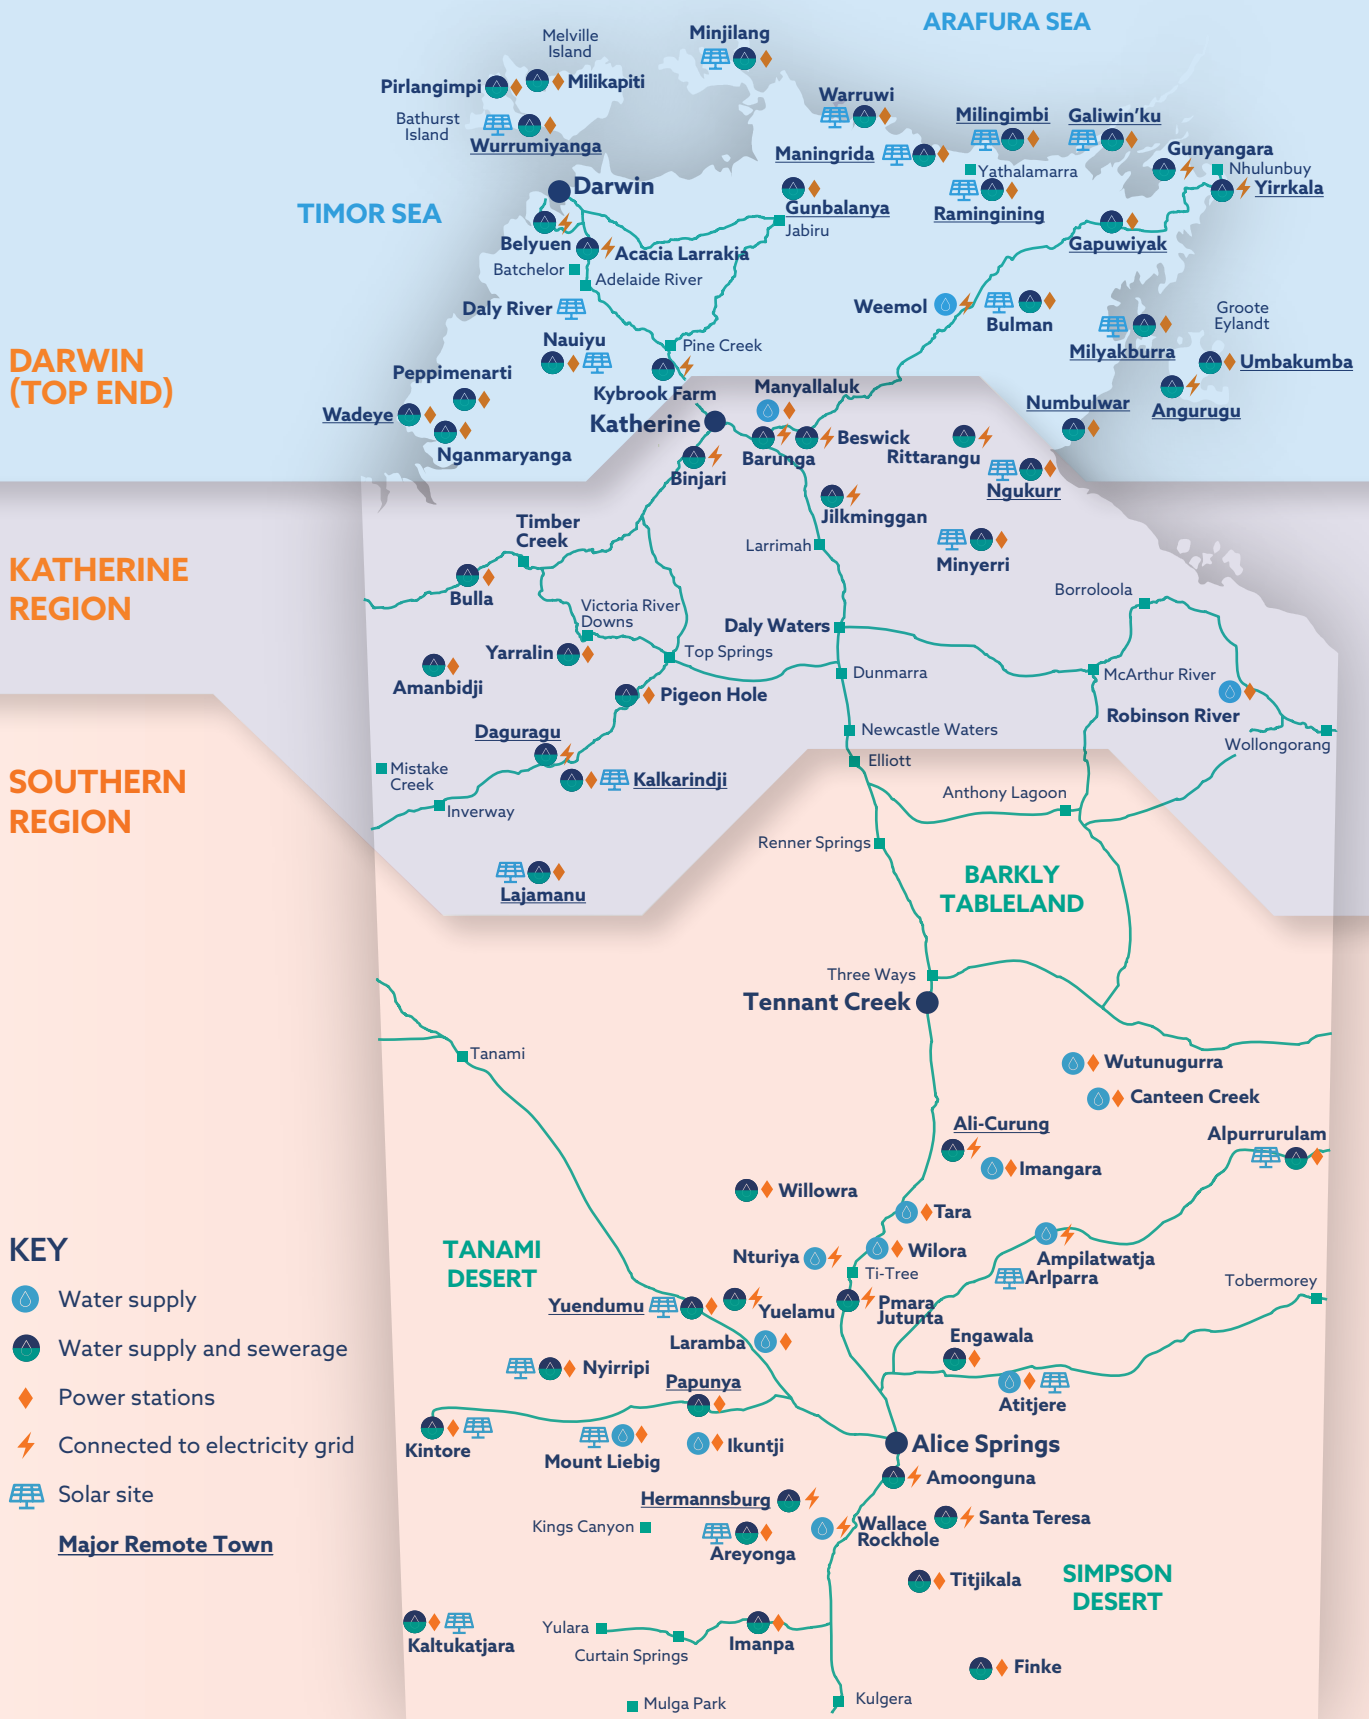 ARAFURA SEA
Minjilang
Melville
Island
Pirlangimpi
Milikapiti
Bathurst
Island
Wurrumiyanga
Warruwi
Milingimbi
Galiwin'ku
Maningrida
Gunyangara
Yathalamarra
Nhulunbuy
Yirrkala
Darwin
TIMOR SEA
Gunbalanya
Jabiru
Ramingining
Gapuwiyak
Belyuen
Acacia Larrakia
Batchelor
Adelaide River
Daly River
Weemol
Bulman
Groote
Eylandt
Nauiyu
Pine Creek
Milyakburra
DARWIN
(TOP END)
Umbakumba
Peppimenarti
Kybrook Farm
Manyallaluk
Angurugu
Numbulwar
Wadeye
Katherine
Nganmaryanga
Barunga
Beswick
Rittarangu
Binjari
Ngukurr
Jilkminggan
Timber
Creek
Larrimah
Minyerri
KATHERINE
REGION
Bulla
Borroloola
Victoria River
Downs
Daly Waters
Yarralin
Top Springs
Dunmarra
McArthur River
Amanbidji
Pigeon Hole
Robinson River
Daguragu
Newcastle Waters
Wollongorang
Elliott
Mistake
Creek
Kalkarindji
SOUTHERN
REGION
Anthony Lagoon
Inverway
Renner Springs
BARKLY
TABLELAND
Lajamanu
Three Ways
Tennant Creek
Tanami
Wutunugurra
Canteen Creek
Ali-Curung
Alpurrurulam
Imangara
Willowra
Tara
TANAMI
DESERT
Nturiya
Wilora
Ampilatwatja
Ti-Tree
Arlparra
Tobermorey
Yuendumu
Yuelamu
Pmara
Jutunta
Laramba
Engawala
Nyirripi
Papunya
Atitjere
Kintore
Mount Liebig
Ikuntji
Alice Springs
Amoonguna
Hermannsburg
Kings Canyon
Wallace
Rockhole
Santa Teresa
Areyonga
Titjikala
SIMPSON
DESERT
Kaltukatjara
Yulara
Curtain Springs
Imanpa
Finke
Mulga Park
Kulgera
KEY
Water supply
Water supply and sewerage
Power stations
Connected to electricity grid
Solar site
Major Remote Town